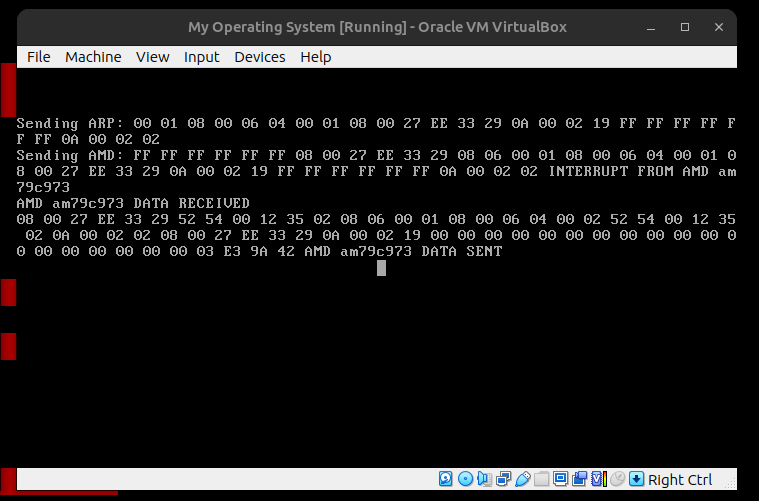 My Operating System [Running] - Oracle VM VirtualBox
File Machine View Input Devices Help
Sending ARP: 00 01 08 00 06 04 00 01 08 00 27 EE 33 29 0A 00 02 19 FF FF FF FF F
F FF 0A 00 02 02
Sending AMD: FF FF FF FF FF FF 08 00 27 EE 33 29 08 06 00 01 08 00 06 04 00 01 0
8 00 27 EE 33 29 0A 00 02 19 FF FF FF FF FF FF 0A 00 02 02 INTERRUPT FROM AMD am
79c973
AMD am79c973 DATA RECEIVED
08 00 27 EE 33 29 52 54 00 12 35 02 08 06 00 01 08 00 06 04 00 02 52 54 00 12 35
02 0A 00 02 02 08 00 27 EE 33 29 0A 00 02 19 00 00 00 00 00 00 00 00 00 00 00 0
0 00 00 00 00 00 00 03 E3 9A 42 AMD am79c973 DATA SENT
Right Ctrl